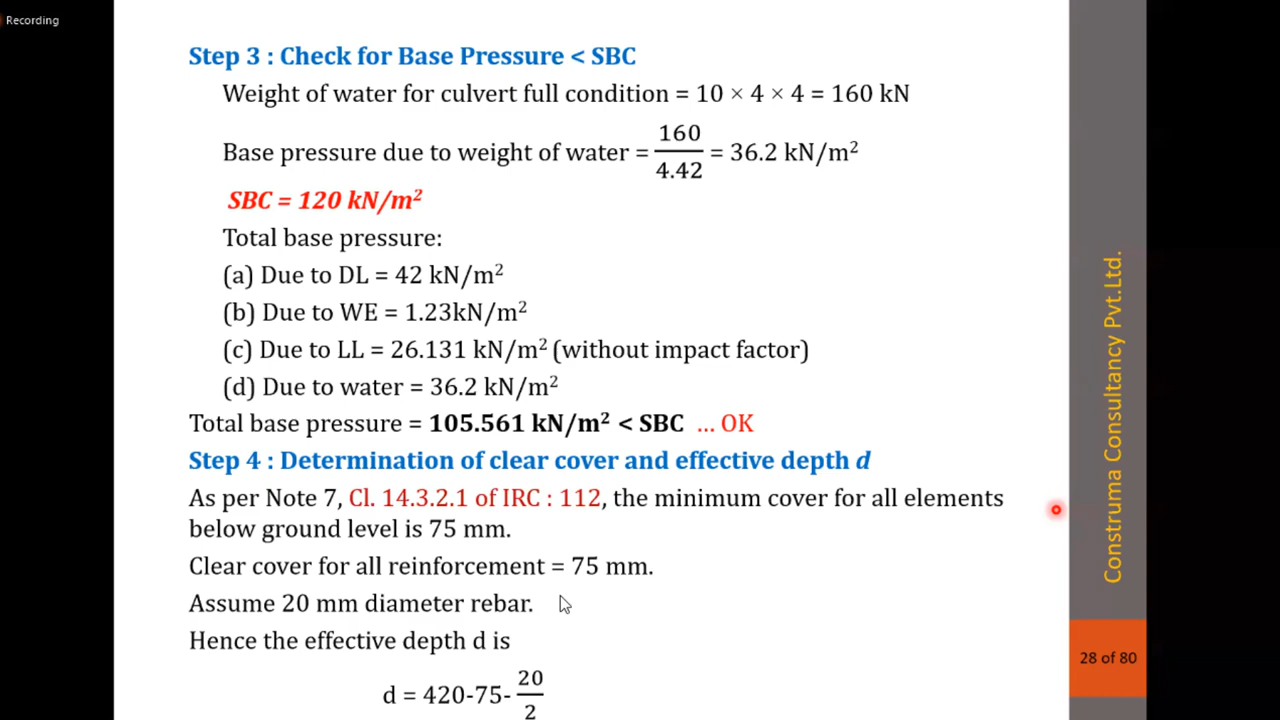 Recording
Step 3 : Check for Base Pressure < SBC
Weight of water for culvert full condition = 10 × 4 × 4 = 160 kN
Base pressure due to weight of water = 160/4.42 = 36.2 kN/m²
SBC = 120 kN/m²
Total base pressure:
(a) Due to DL = 42 kN/m²
(b) Due to WE = 1.23kN/m²
(c) Due to LL = 26.131 kN/m² (without impact factor)
(d) Due to water = 36.2 kN/m²
Total base pressure = 105.561 kN/m² < SBC ... OK
Step 4 : Determination of clear cover and effective depth d
As per Note 7, Cl. 14.3.2.1 of IRC : 112, the minimum cover for all elements
below ground level is 75 mm.
Clear cover for all reinforcement = 75 mm.
Assume 20 mm diameter rebar.
Hence the effective depth d is
d = 420-75- 20/2
Construma Consultancy Pvt.Ltd.
28 of 80